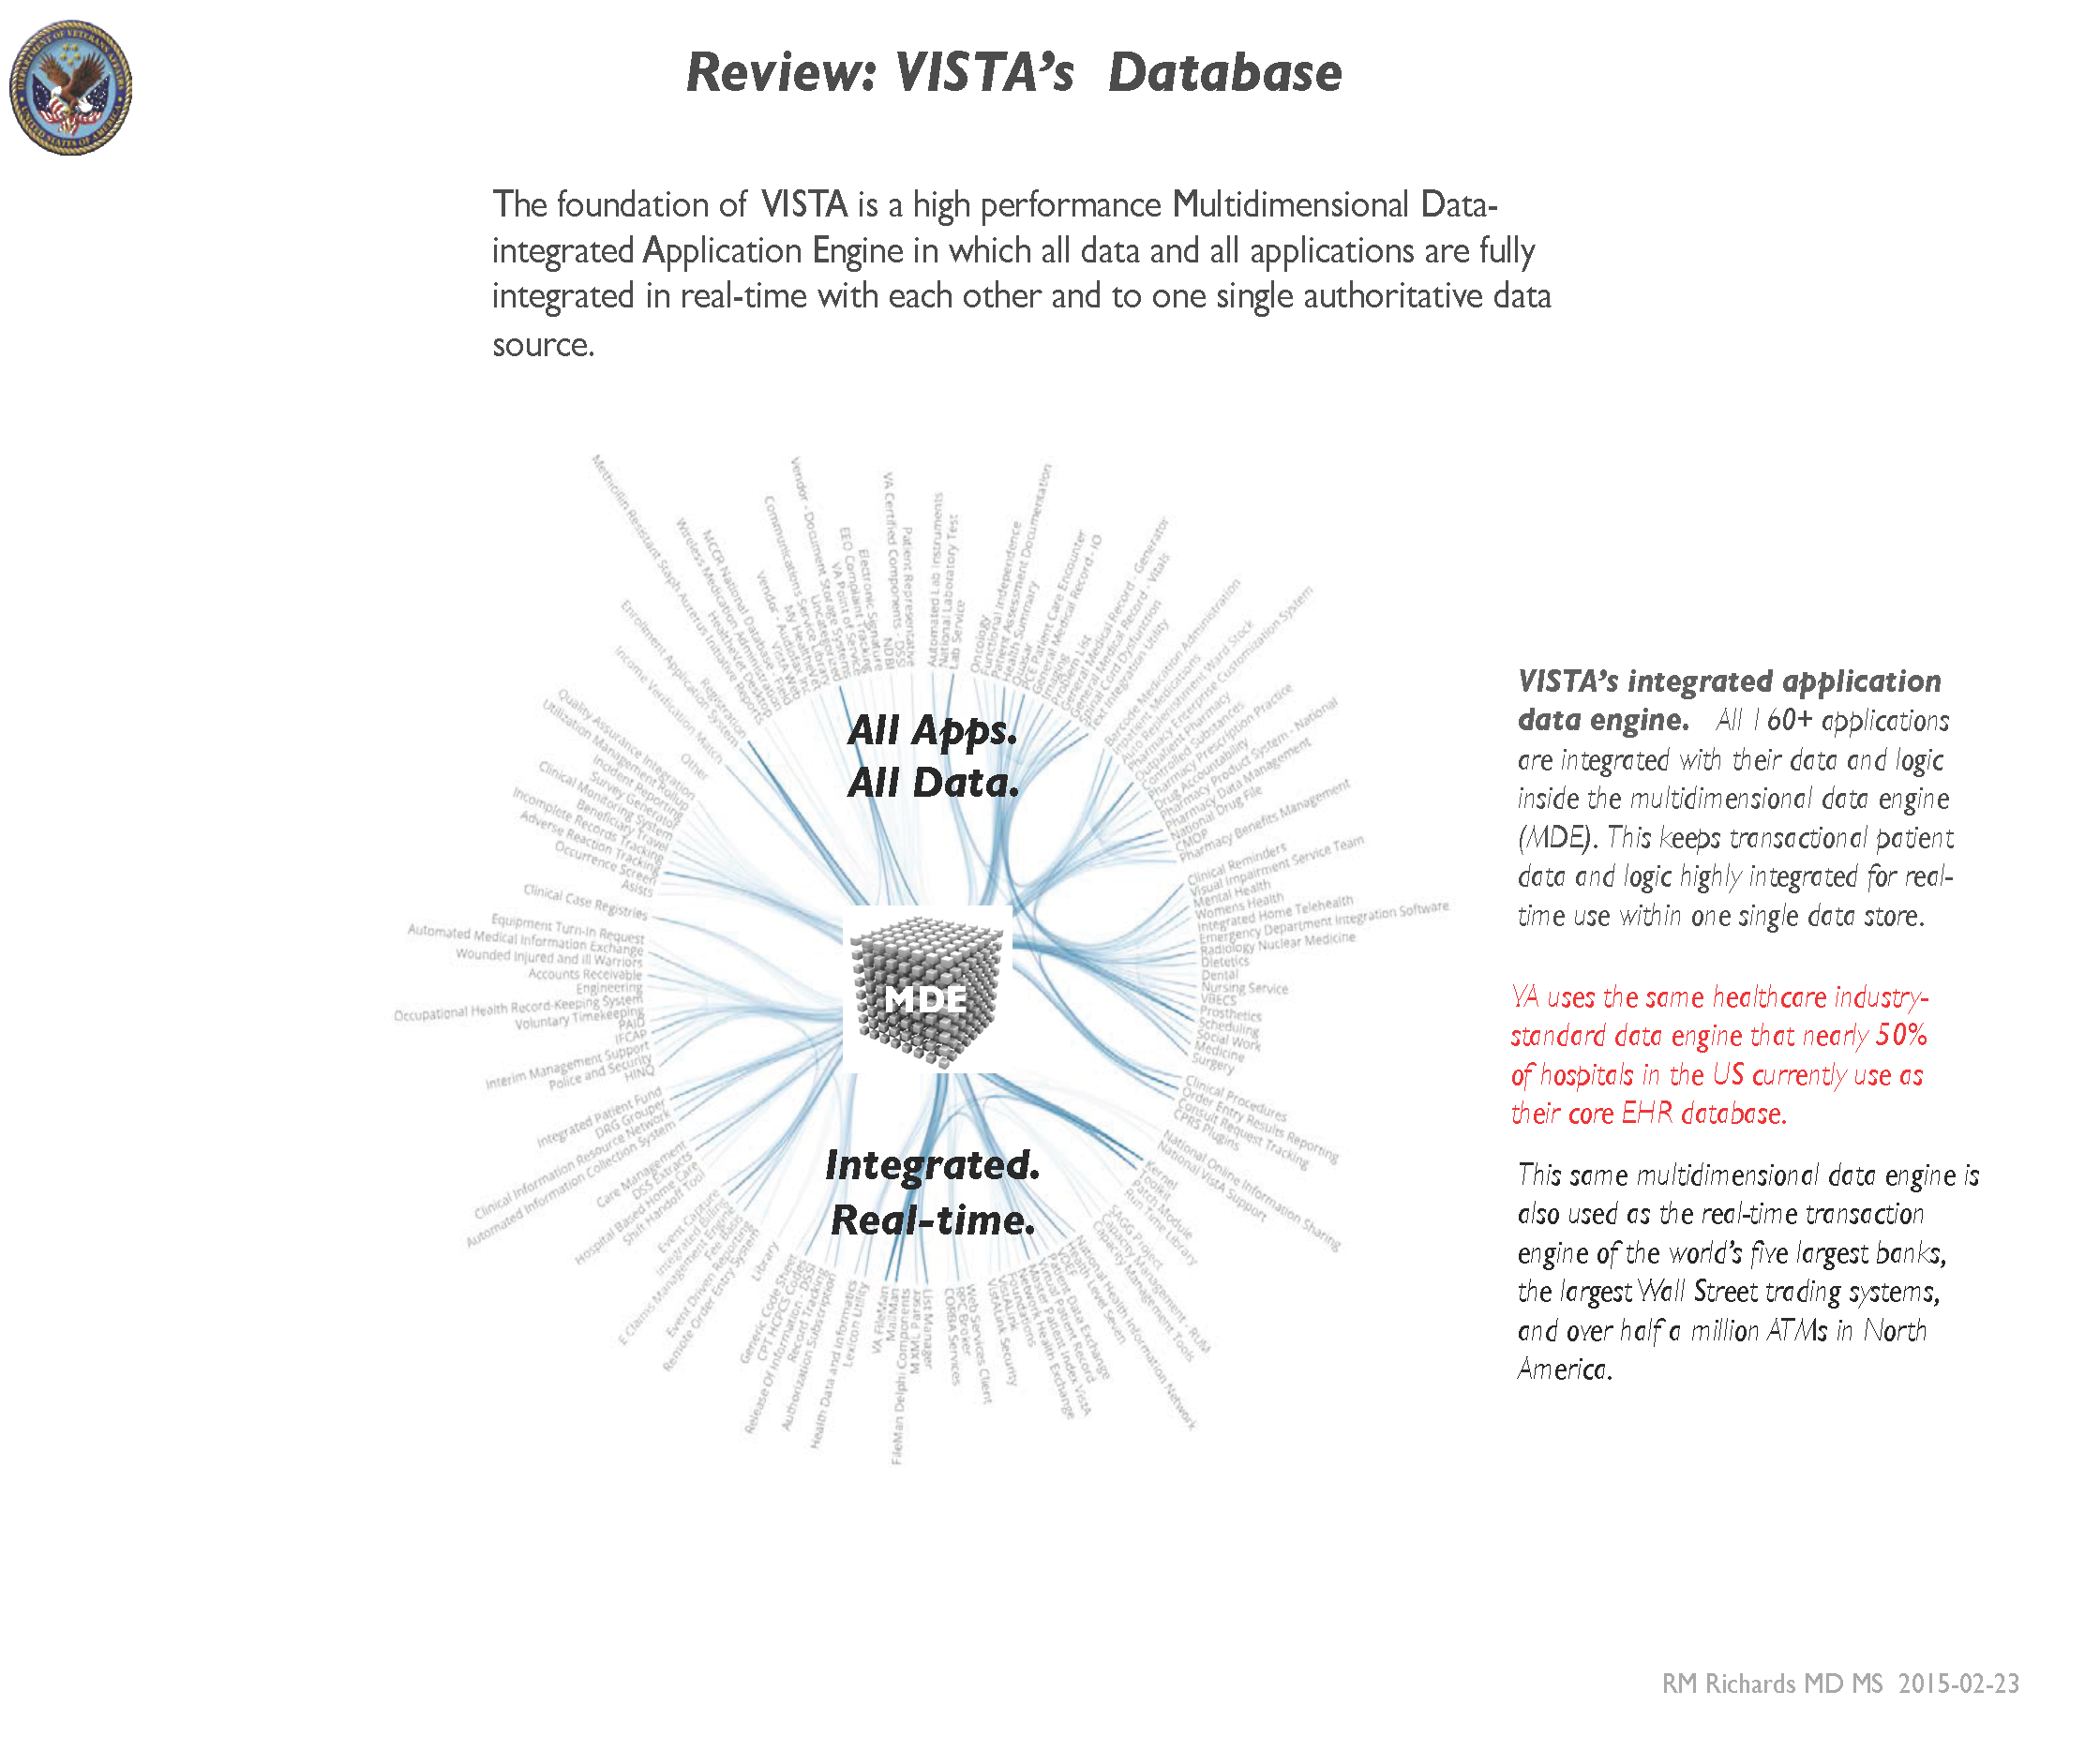 DEPARTMENT OF VETERANS AFFAIRS
UNITED STATES OF AMERICA
Review: VISTA's Database
The foundation of VISTA is a high performance Multidimensional Data-
integrated Application Engine in which all data and all applications are fully
integrated in real-time with each other and to one single authoritative data
source.
Methicillin Resistant Staph Aureus Initiative Reports
Wireless Medication Administration
HealtheVet Desktop
MCCR National Database - Field
Vendor - Audiofax Inc
VistA Web
My HealtheVet
Communications Service Library
Uncategorized
Vendor - Document Storage Systems
VA Point of Service
EEO Complaint Tracking
Electronic Signature
NDBI
VA Certified Components - DSSI
Patient Representative
Automated Lab Instruments
National Laboratory Test
Lab Service
Oncology
Functional Independence
Patient Assessment Documentation
Health Summary
Quasar
PCE Patient Care Encounter
General Medical Record - IO
Imaging
Problem List
General Medical Record - Generator
General Medical Record - Vitals
Spinal Cord Dysfunction
Text Integration Utility
Barcode Medication Administration
Inpatient Medications
Auto Replenishment Ward Stock
Pharmacy Enterprise Customization System
Outpatient Pharmacy
Controlled Substances
Pharmacy Prescription Practice
Drug Accountability
Pharmacy Product System - National
Pharmacy Data Management
National Drug File
CMOP
Pharmacy Benefits Management
Clinical Reminders
Visual Impairment Service Team
Mental Health
Womens Health
Integrated Home Telehealth
Emergency Department Integration Software
Radiology Nuclear Medicine
Dietetics
Dental
Nursing Service
VBECS
Prosthetics
Scheduling
Social Work
Medicine
Surgery
Clinical Procedures
Order Entry Results Reporting
Consult Request Tracking
CPRS Plugins
National Online Information Sharing
National VistA Support
Kernel
Toolkit
Patch Module
Run Time Library
SAGG Project
Capacity Management - RUM
Capacity Management Tools
National Health Information Network
Health Level Seven
VDEF
Patient Data Exchange
Virtual Patient Record
Master Patient Index VistA
Network Health Exchange
Foundations
VistALink
VistALink Security
Web Services Client
RPC Broker
CORBA Services
List Manager
M XML Parser
FileMan Delphi Components
MailMan
VA FileMan
Lexicon Utility
Health Data and Informatics
Authorization Subscription
Record Tracking
Release Of Information - DSSI
CPT HCPCS Codes
Generic Code Sheet
Library
Remote Order Entry System
Event Driven Reporting
Fee Basis
E Claims Management Engine
Integrated Billing
Event Capture
Shift Handoff Tool
Hospital Based Home Care
DSS Extracts
Care Management
Automated Information Collection System
Clinical Information Resource Network
DRG Grouper
Integrated Patient Fund
HINQ
Police and Security
Interim Management Support
IFCAP
PAID
Voluntary Timekeeping
Occupational Health Record-Keeping System
Engineering
Accounts Receivable
Wounded Injured and Ill Warriors
Automated Medical Information Exchange
Equipment Turn-In Request
Clinical Case Registries
Asists
Occurrence Screen
Adverse Reaction Tracking
Incomplete Records Tracking
Beneficiary Travel
Clinical Monitoring System
Survey Generator
Incident Reporting
Utilization Management Rollup
Quality Assurance Integration
Other
Income Verification Match
Enrollment Application System
Registration
All Apps.
All Data.
MDE
Integrated.
Real-time.
VISTA's integrated application
data engine. All 160+ applications
are integrated with their data and logic
inside the multidimensional data engine
(MDE). This keeps transactional patient
data and logic highly integrated for real-
time use within one single data store.
VA uses the same healthcare industry-
standard data engine that nearly 50%
of hospitals in the US currently use as
their core EHR database.
This same multidimensional data engine is
also used as the real-time transaction
engine of the world's five largest banks,
the largest Wall Street trading systems,
and over half a million ATMs in North
America.
RM Richards MD MS 2015-02-23